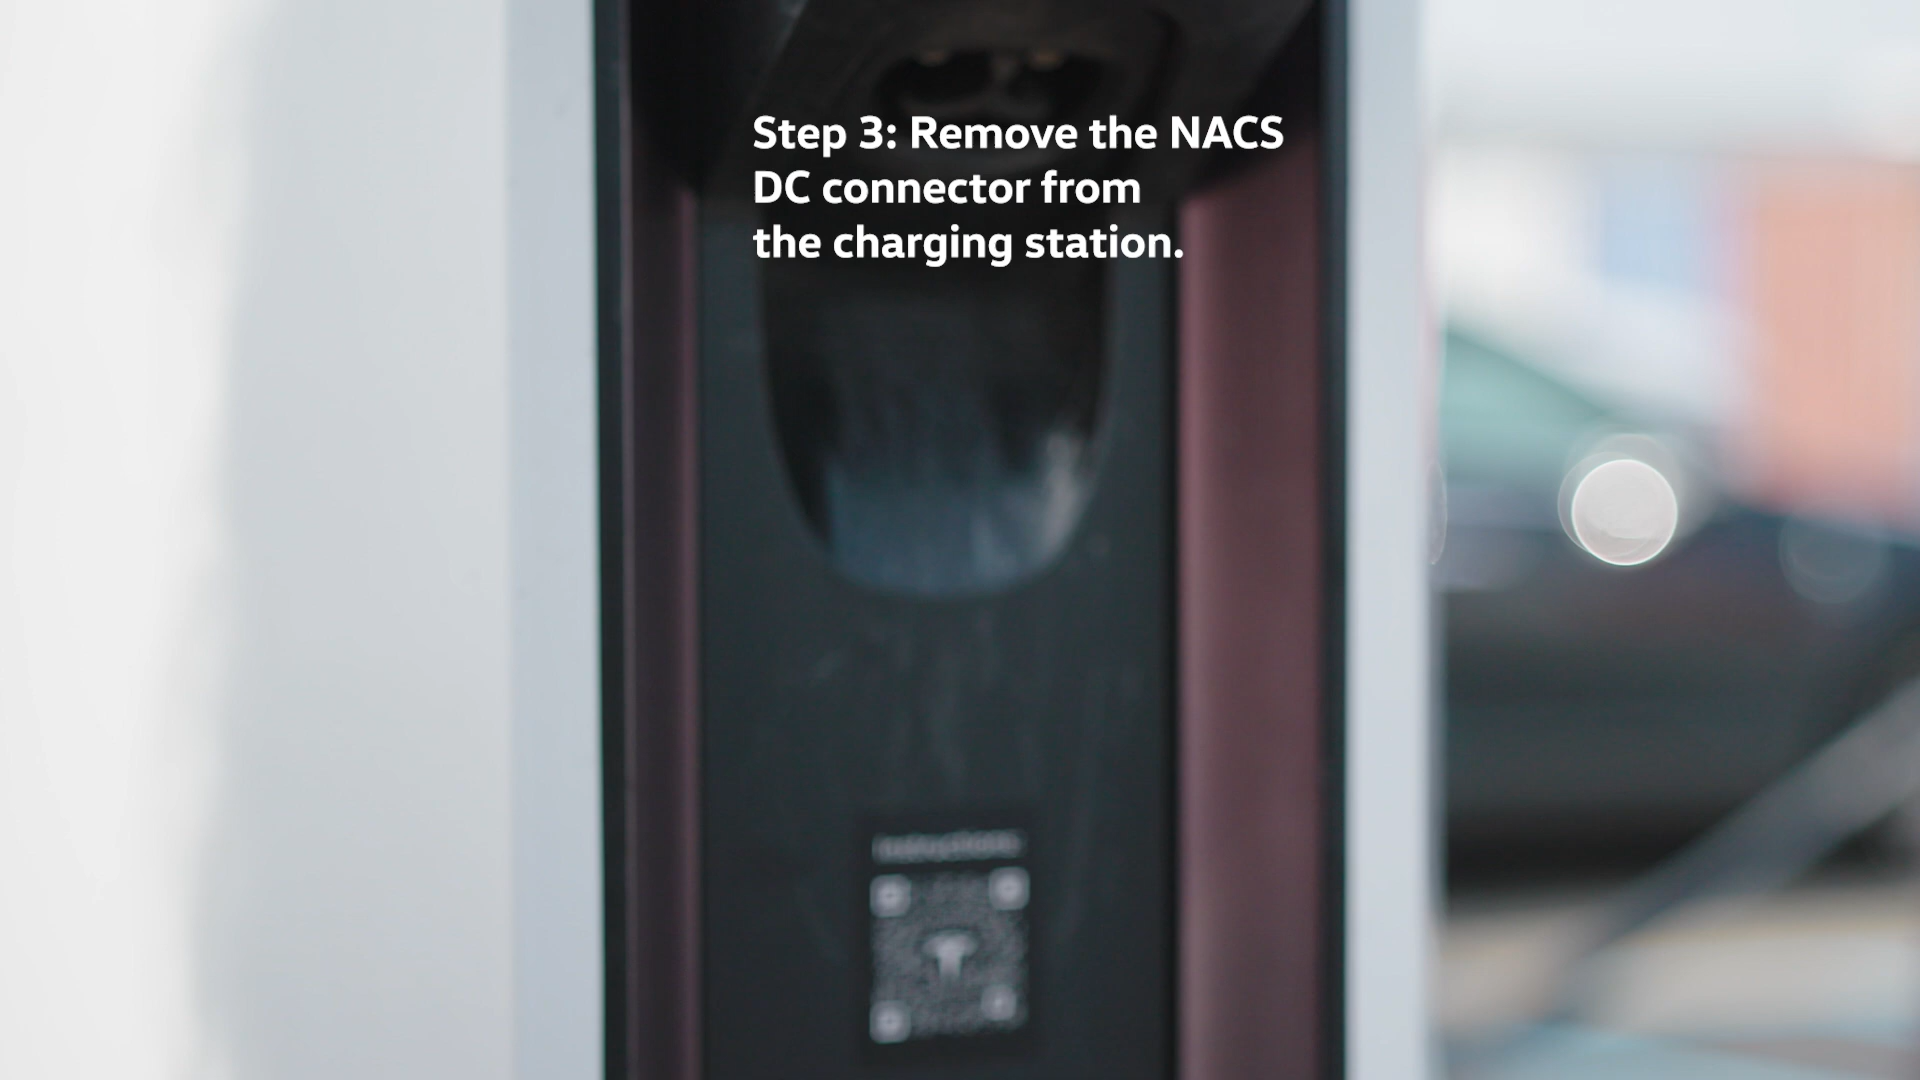 Step 3: Remove the NACS
DC connector from
the charging station.